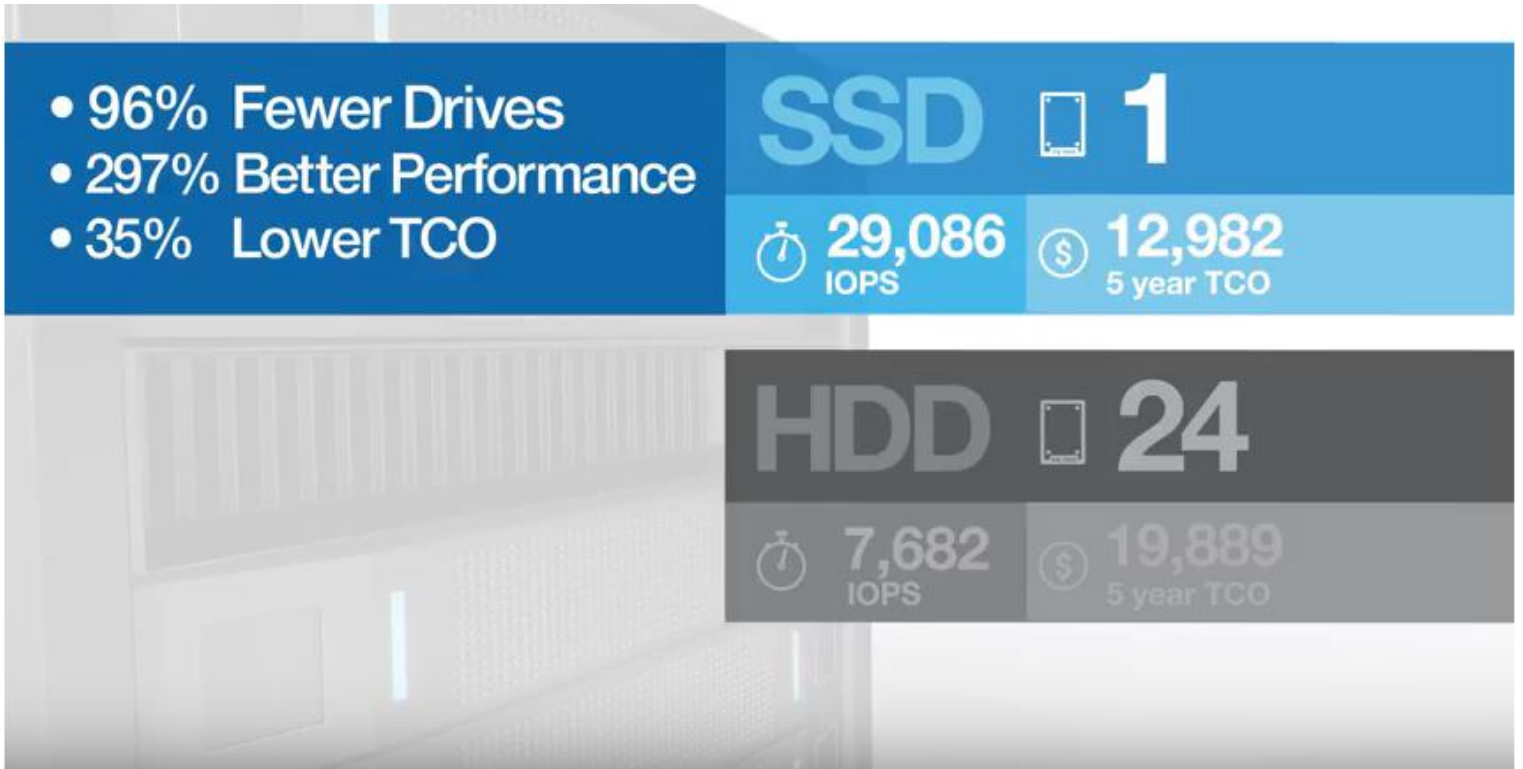 • 96% Fewer Drives
• 297% Better Performance
• 35% Lower TCO
SSD 1
29,086
IOPS
$ 12,982
5 year TCO
HDD 24
7,682
IOPS
$ 19,889
5 year TCO